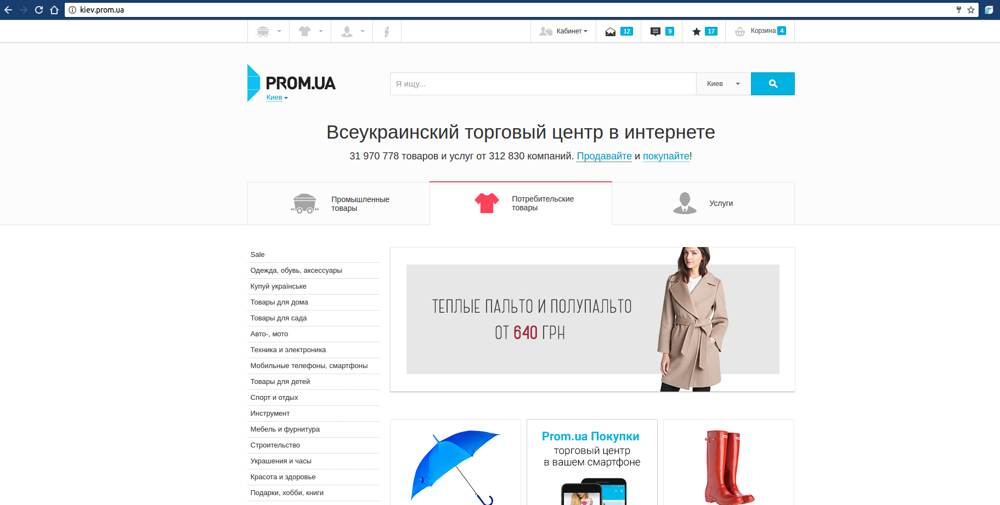 kiev.prom.ua
Кабинет
12
9
17
Корзина 4
PROM.UA
Киев
Я ищу...
Киев
Всеукраинский торговый центр в интернете
31 970 778 товаров и услуг от 312 830 компаний. Продавайте и покупайте!
Промышленные
товары
Потребительские
товары
Услуги
Sale
Одежда, обувь, аксессуары
Купуй українське
Товары для дома
Товары для сада
Авто-, мото
Техника и электроника
Мобильные телефоны, смартфоны
Товары для детей
Спорт и отдых
Инструмент
Мебель и фурнитура
Строительство
Украшения и часы
Красота и здоровье
Подарки, хобби, книги
ТЕПЛЫЕ ПАЛЬТО И ПОЛУПАЛЬТО
ОТ 640 ГРН
Prom.ua Покупки
торговый центр
в вашем смартфоне